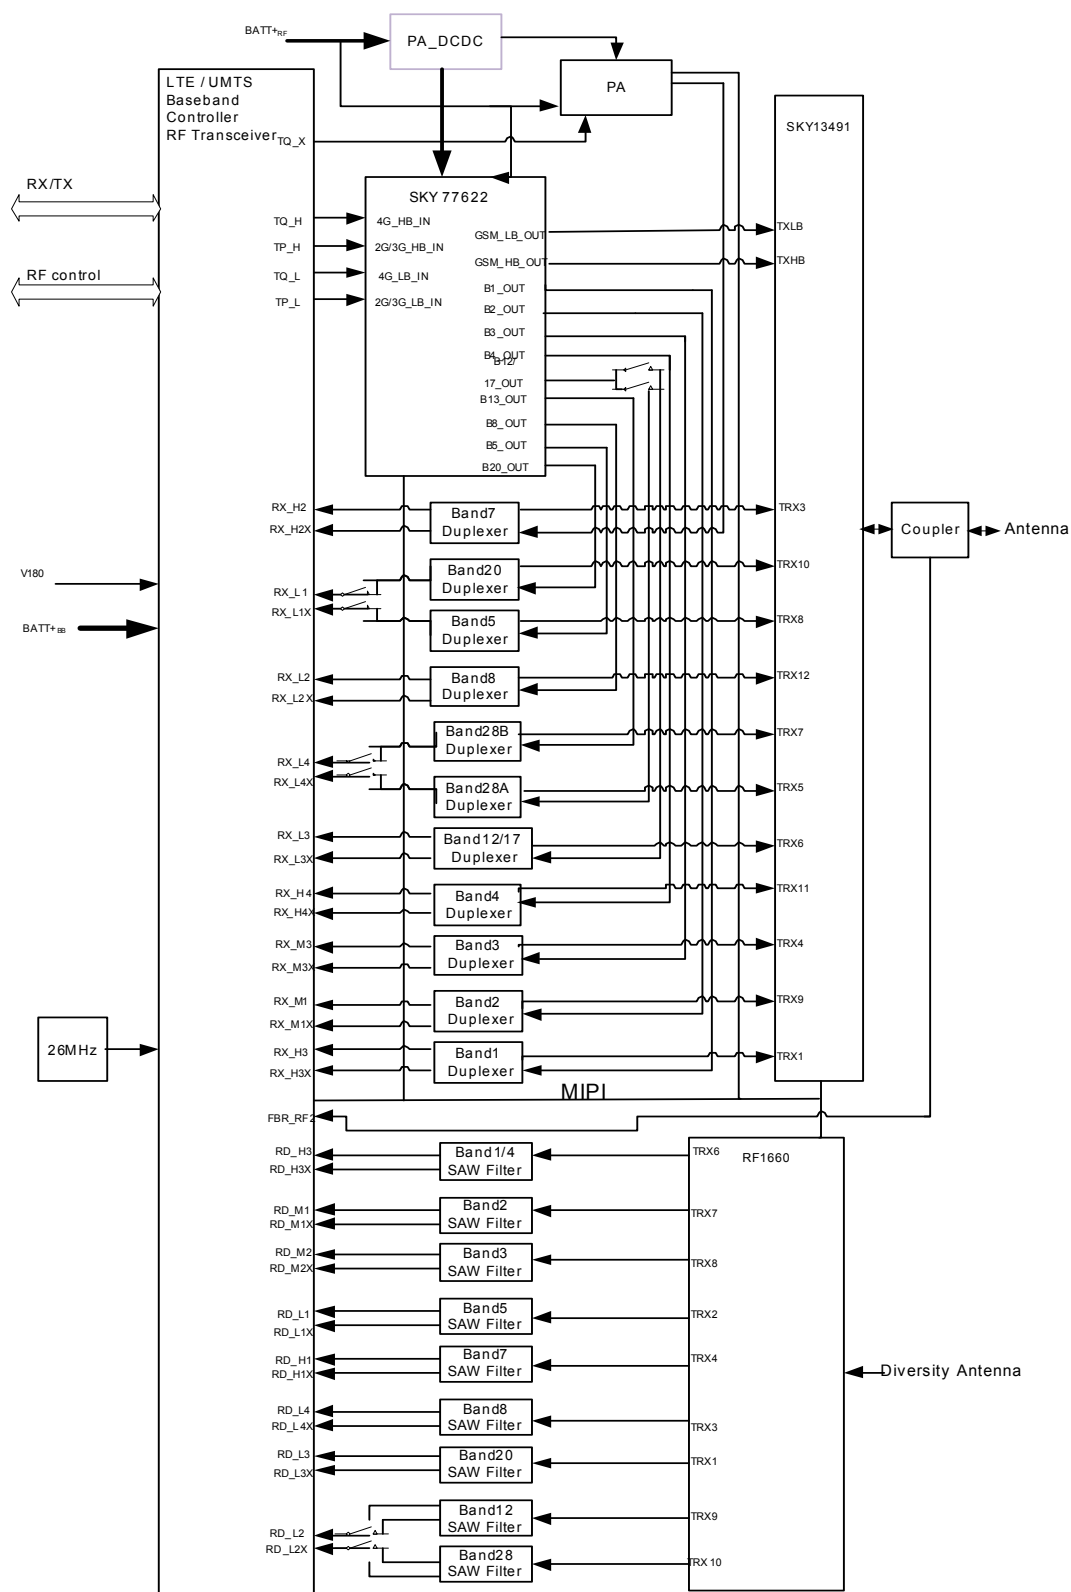 BATT+RF
PA_DCDC
PA
LTE / UMTS
Baseband
Controller
RF Transceiver
TQ_X
SKY13491
RX/TX
RF control
SKY 77622
TQ_H
4G_HB_IN
TP_H
2G/3G_HB_IN
TQ_L
4G_LB_IN
TP_L
2G/3G_LB_IN
GSM_LB_OUT
TXLB
GSM_HB_OUT
TXHB
B1_OUT
B2_OUT
B3_OUT
B4_OUT
B12/
17_OUT
B13_OUT
B8_OUT
B5_OUT
B20_OUT
RX_H2
RX_H2X
Band7
Duplexer
TRX3
Coupler
Antenna
V180
BATT+BB
RX_L1
RX_L1X
Band20
Duplexer
TRX10
Band5
Duplexer
TRX8
RX_L2
RX_L2X
Band8
Duplexer
TRX12
RX_L4
RX_L4X
Band28B
Duplexer
TRX7
Band28A
Duplexer
TRX5
RX_L3
RX_L3X
Band12/17
Duplexer
TRX6
RX_H4
RX_H4X
Band4
Duplexer
TRX11
RX_M3
RX_M3X
Band3
Duplexer
TRX4
RX_M1
RX_M1X
Band2
Duplexer
TRX9
26MHz
RX_H3
RX_H3X
Band1
Duplexer
TRX1
MIPI
FBR_RF2
RD_H3
RD_H3X
Band1/4
SAW Filter
TRX6
RF1660
RD_M1
RD_M1X
Band2
SAW Filter
TRX7
RD_M2
RD_M2X
Band3
SAW Filter
TRX8
RD_L1
RD_L1X
Band5
SAW Filter
TRX2
RD_H1
RD_H1X
Band7
SAW Filter
TRX4
Diversity Antenna
RD_L4
RD_L4X
Band8
SAW Filter
TRX3
RD_L3
RD_L3X
Band20
SAW Filter
TRX1
RD_L2
RD_L2X
Band12
SAW Filter
TRX9
Band28
SAW Filter
TRX10